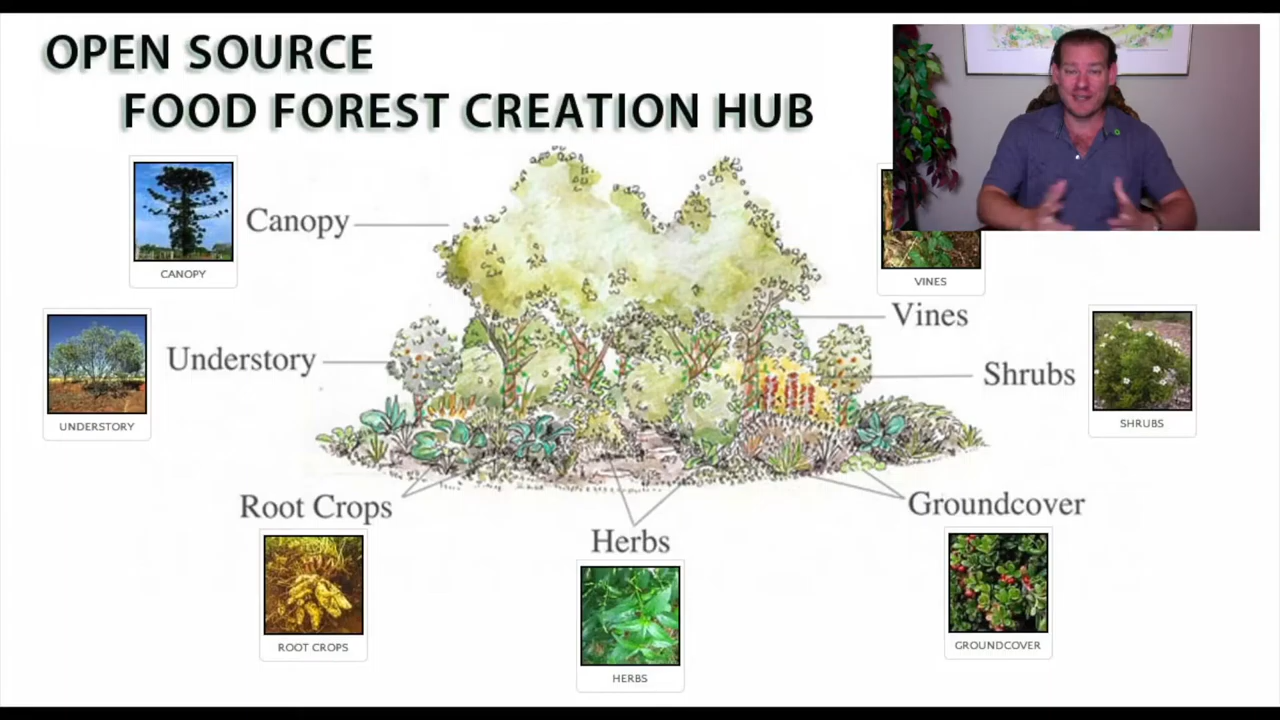 OPEN SOURCE
FOOD FOREST CREATION HUB
Canopy
CANOPY
VINES
Vines
Understory
UNDERSTORY
Shrubs
SHRUBS
Root Crops
ROOT CROPS
Herbs
HERBS
Groundcover
GROUNDCOVER